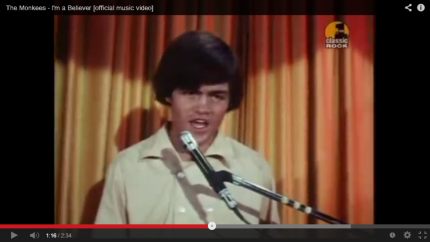 The Monkees - I'm a Believer [official music video]
classic
ROCK
1:16 / 2:34